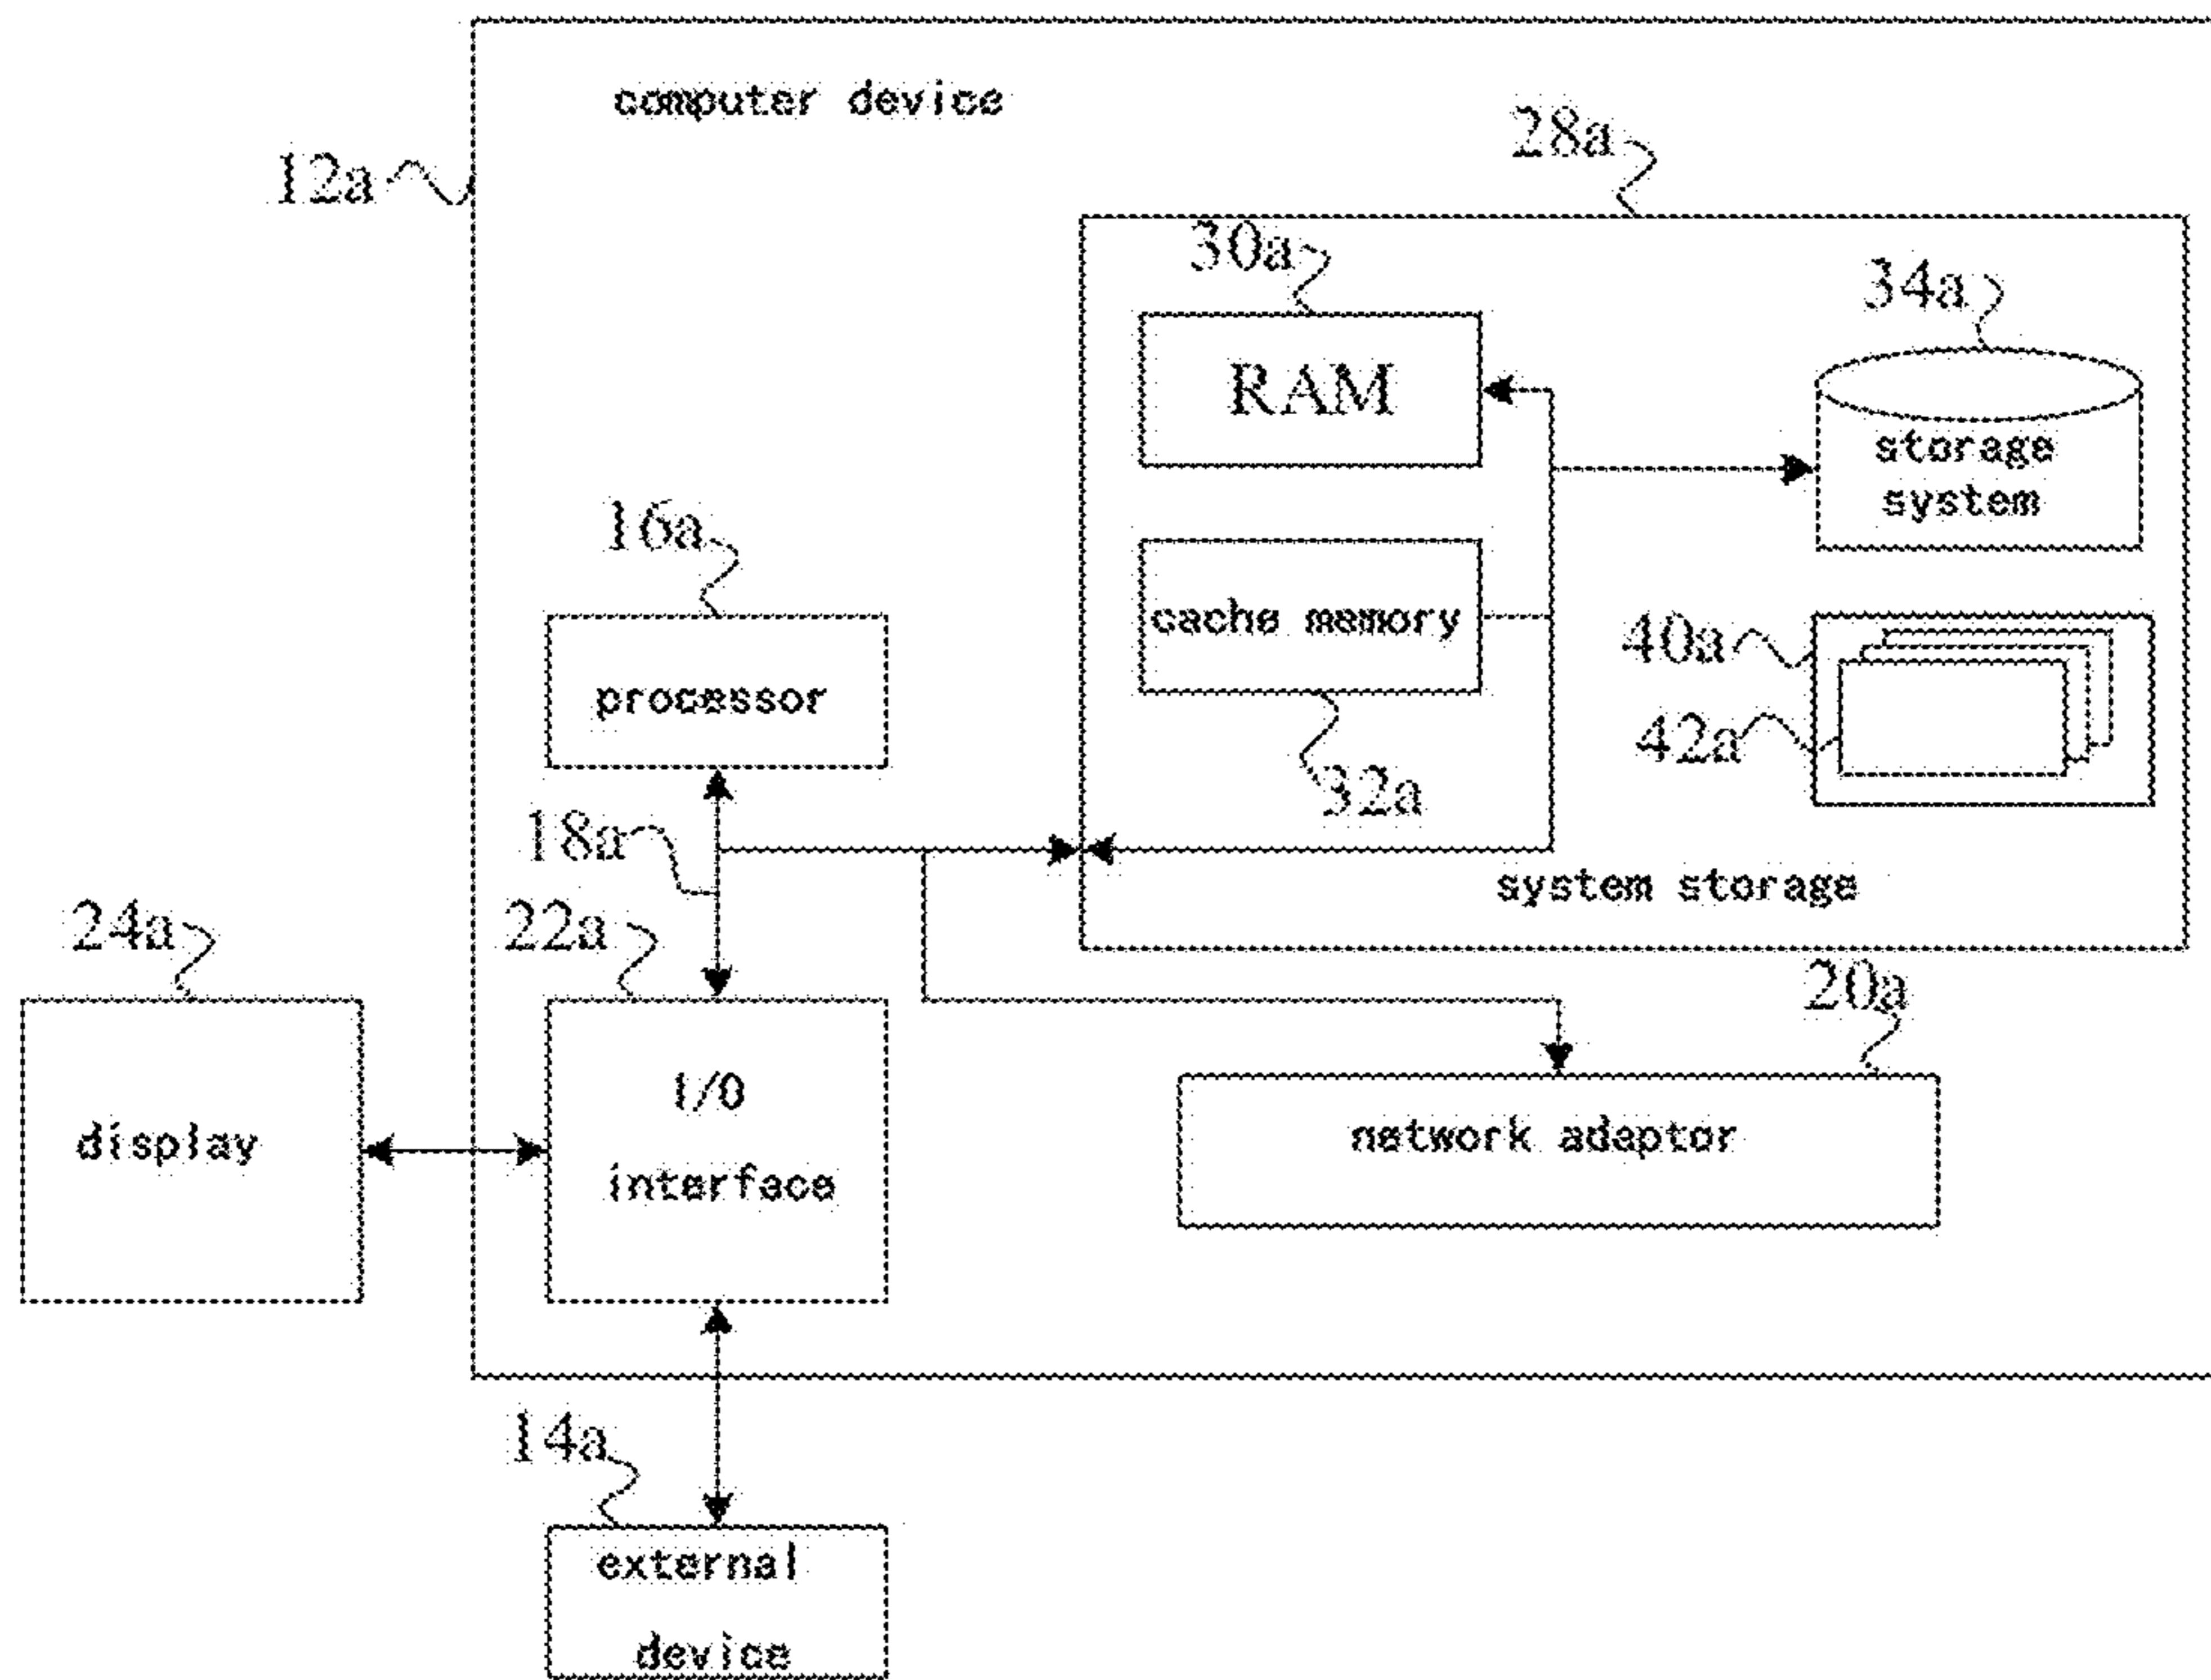 computer device
12a
28a
30a
34a
RAM
storage
system
16a
cache memory
40a
processor
42a
32a
18a
system storage
24a
22a
20a
I/O
display
network adaptor
interface
14a
external
device